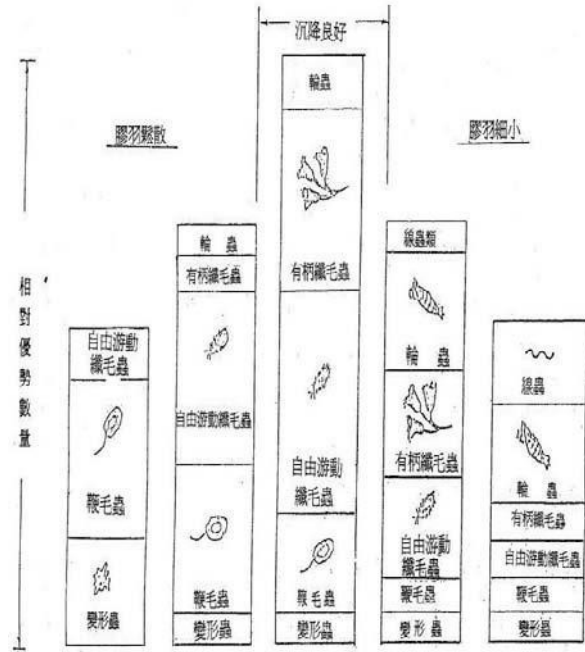 沉降良好
膠羽鬆散
膠羽細小
相對優勢數量
自由游動
纖毛蟲
鞭毛蟲
變形蟲
輪蟲
有柄纖毛蟲
自由游動纖毛蟲
鞭毛蟲
變形蟲
輪蟲
有柄纖毛蟲
自由游動
纖毛蟲
鞭毛蟲
變形蟲
線蟲類
輪蟲
有柄纖毛蟲
自由游動
纖毛蟲
鞭毛蟲
變形蟲
線蟲
輪蟲
有柄纖毛蟲
自由游動纖毛蟲
鞭毛蟲
變形蟲